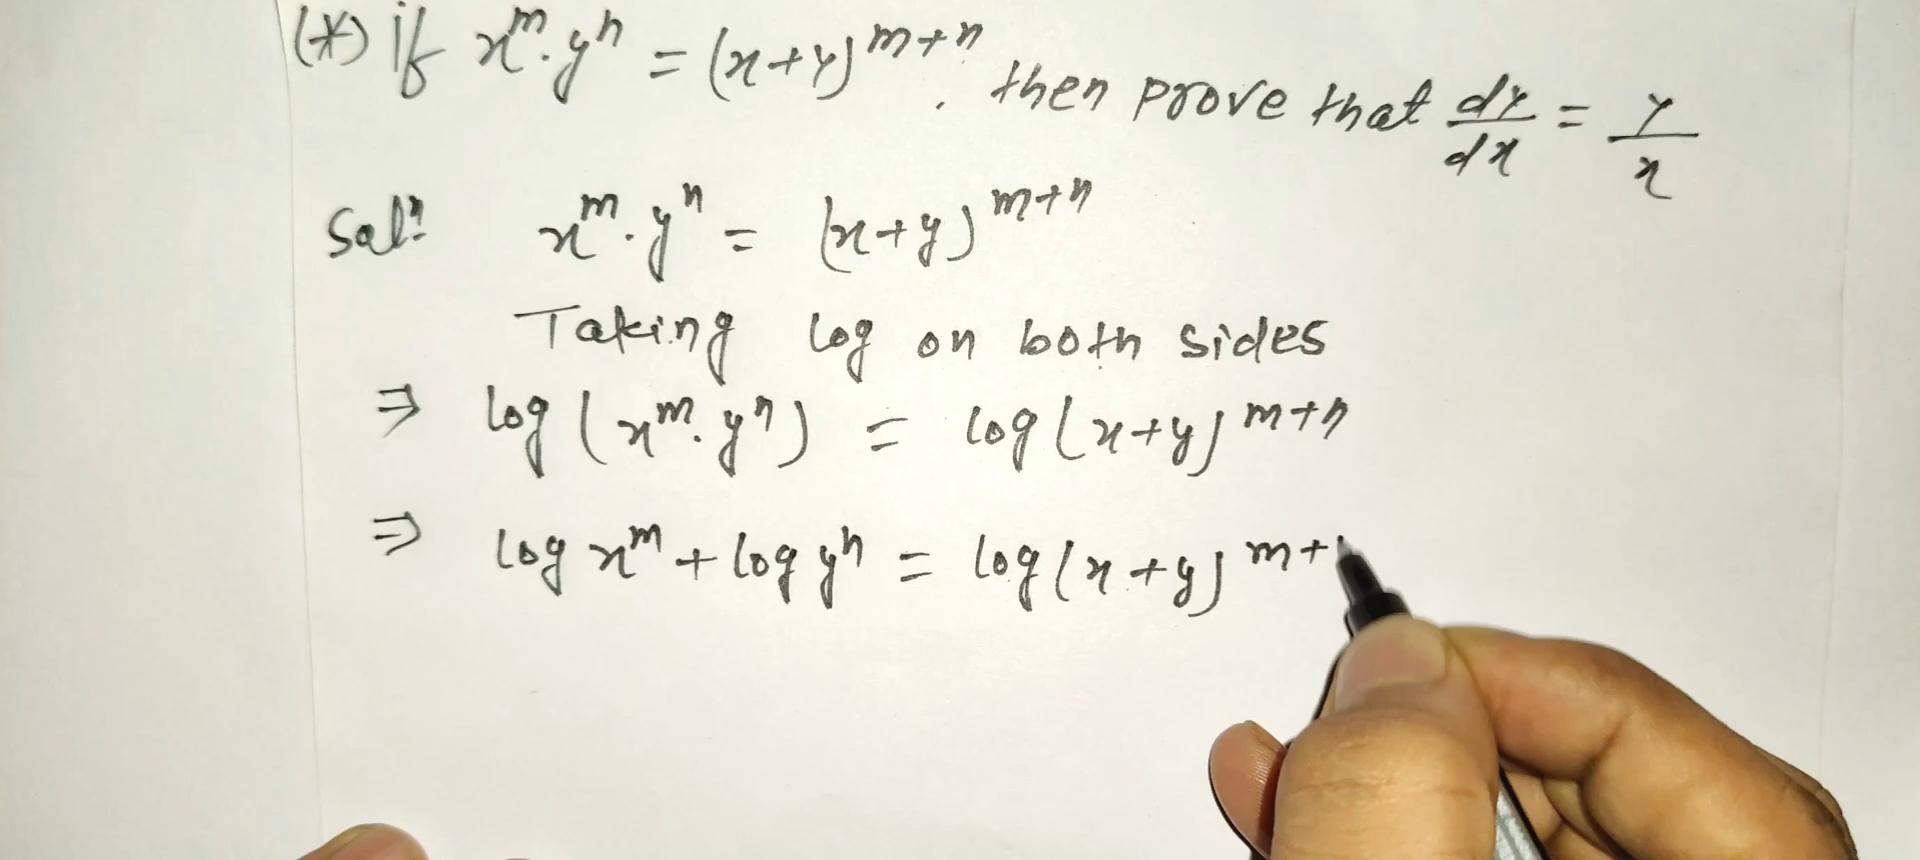 (*) if x^m.y^n = (x+y)^m+n, then prove that dy/dx = y/x
Sol^n x^m.y^n = (x+y)^m+n
Taking log on both sides
⇒ log(x^m.y^n) = log(x+y)^m+n
⇒ log x^m + log y^n = log(x+y)^m+